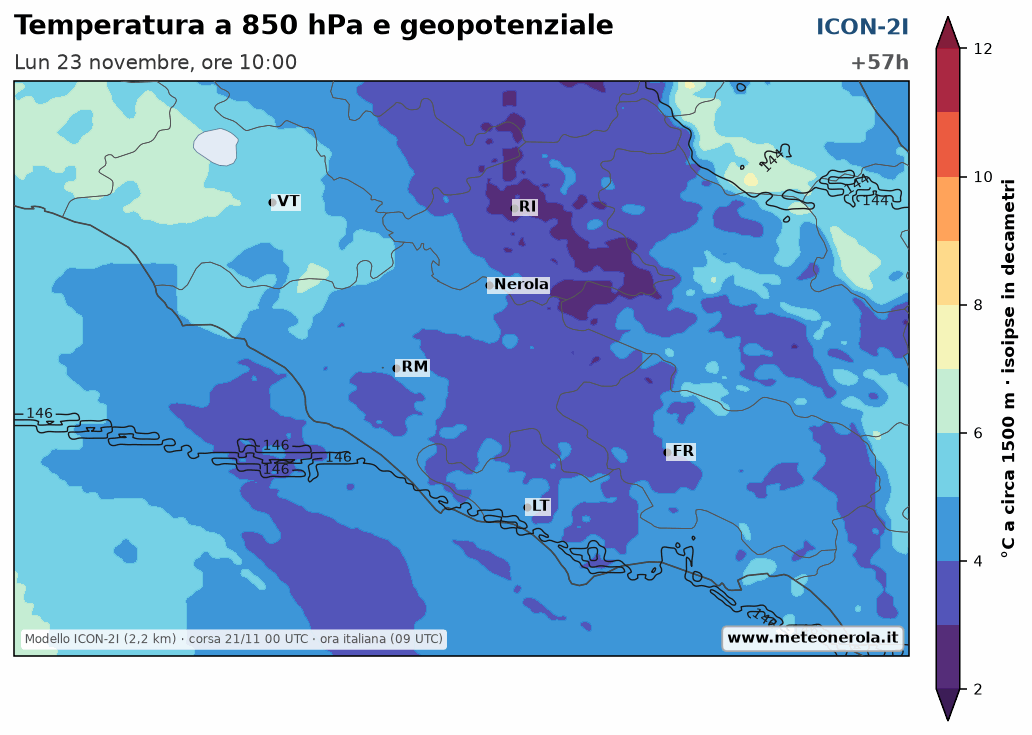 Temperatura a 850 hPa e geopotenziale
ICON-2I
Lun 23 novembre, ore 10:00
+57h
12
10
8
6
4
2
°C a circa 1500 m · isoipse in decametri
144
144
144
VT
RI
Nerola
RM
146
146
146
146
FR
LT
146
Modello ICON-2I (2,2 km) · corsa 21/11 00 UTC · ora italiana (09 UTC)
www.meteonerola.it